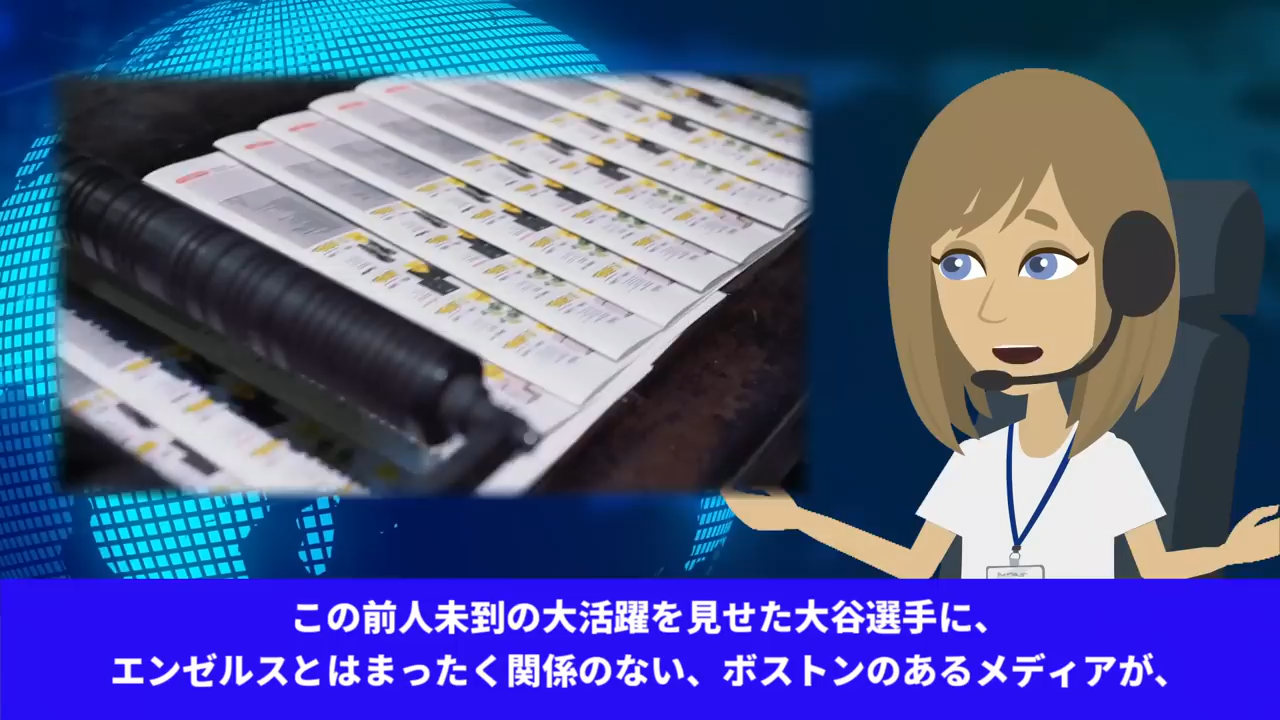 この前人未到の大活躍を見せた大谷選手に、
エンゼルスとはまったく関係のない、ボストンのあるメディアが、